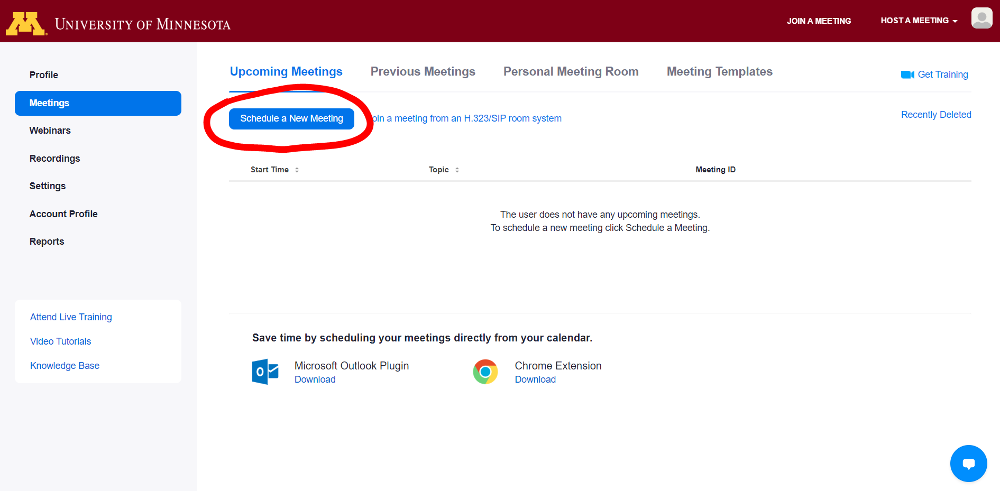 UNIVERSITY OF MINNESOTA
JOIN A MEETING
HOST A MEETING
Profile
Meetings
Webinars
Recordings
Settings
Account Profile
Reports
Attend Live Training
Video Tutorials
Knowledge Base
Upcoming Meetings
Previous Meetings
Personal Meeting Room
Meeting Templates
Get Training
Schedule a New Meeting
oin a meeting from an H.323/SIP room system
Recently Deleted
Start Time
Topic
Meeting ID
The user does not have any upcoming meetings.
To schedule a new meeting click Schedule a Meeting.
Save time by scheduling your meetings directly from your calendar.
Microsoft Outlook Plugin
Download
Chrome Extension
Download